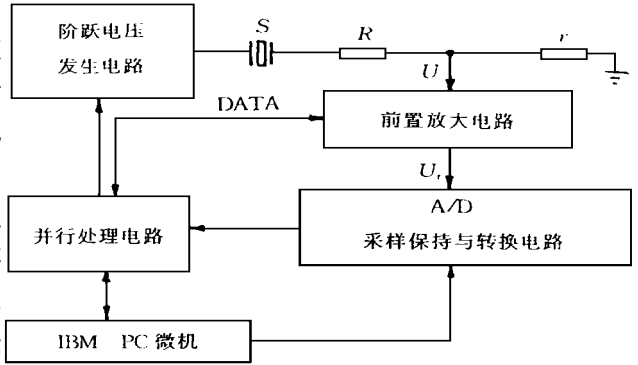 阶跃电压
发生电路
S
R
r
U
DATA
前置放大电路
Ur
A/D
采样保持与转换电路
并行处理电路
IBM PC 微机